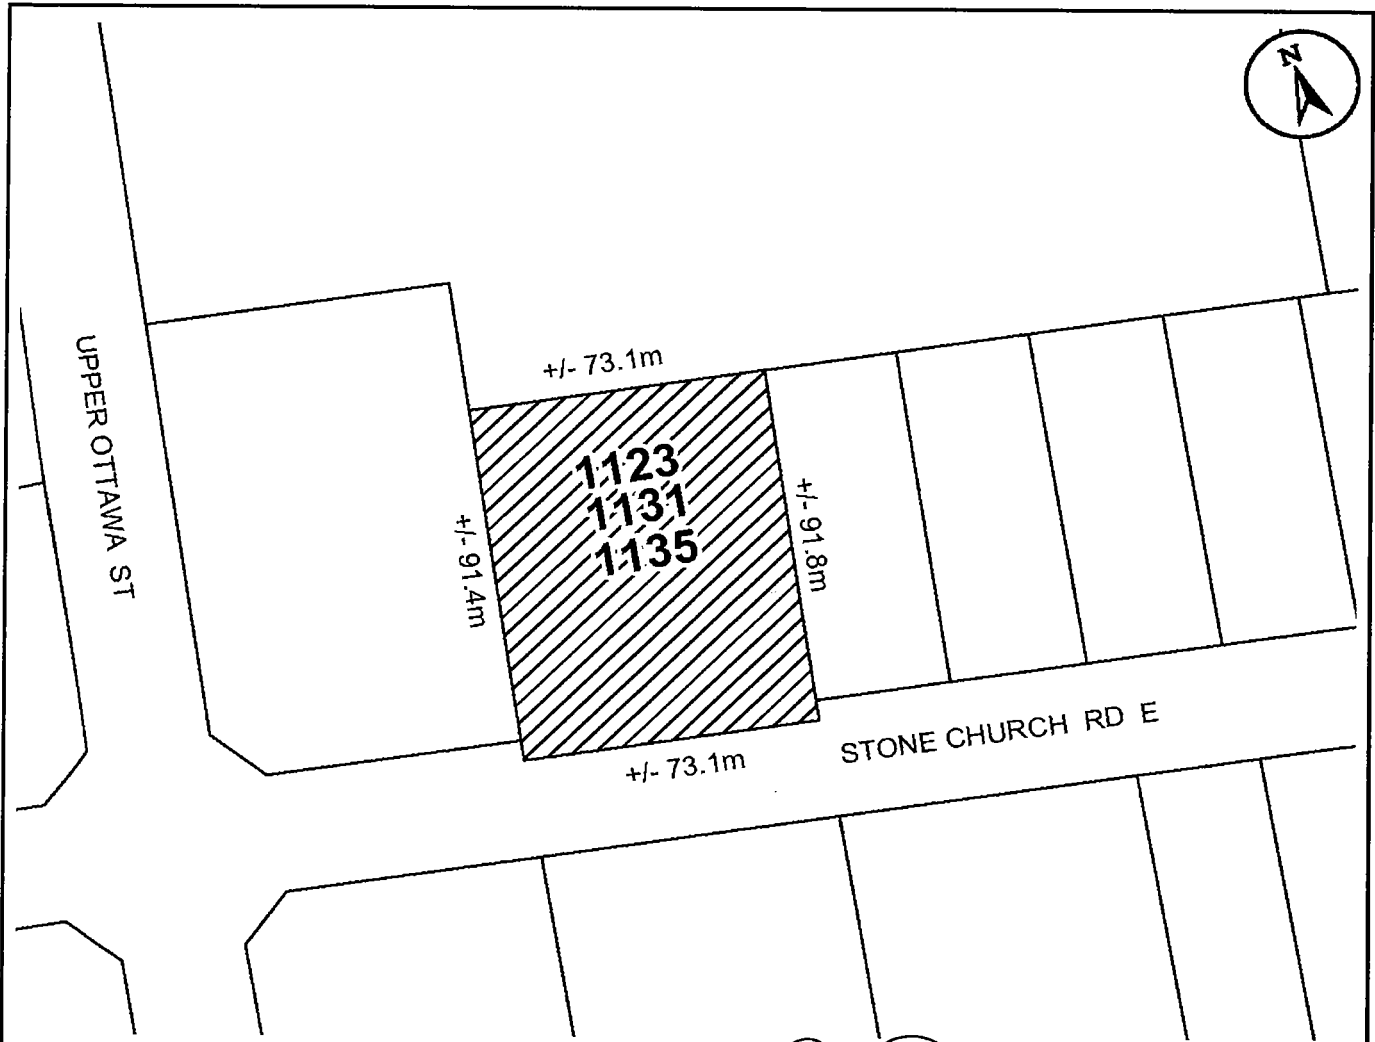 N
UPPER OTTAWA ST
+/- 73.1m
1123
1131
1135
+/- 91.4m
+/- 91.8m
+/- 73.1m
STONE CHURCH RD E